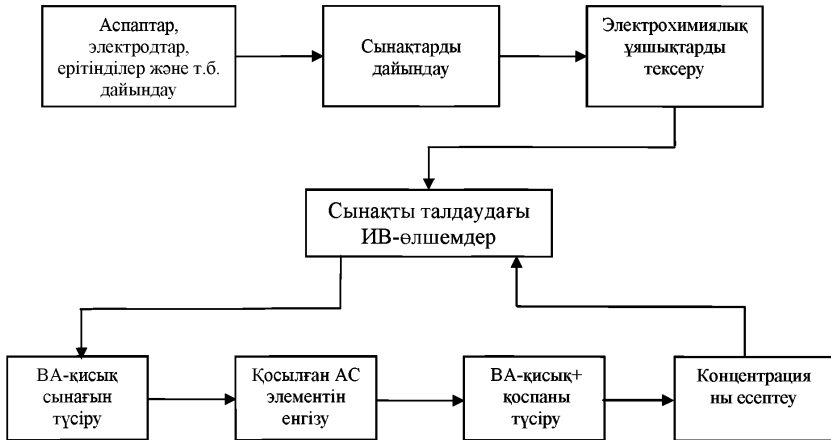 Аспаптар,
электродтар,
ерітінділер және т.б.
дайындау
Сынақтарды
дайындау
Электрохимиялық
ұяшықтарды
тексеру
Сынақты талдаудағы
ИВ-өлшемдер
ВА-қисық
сынағын
түсіру
Қосылған АС
элементін
енгізу
ВА-қисық+
қоспаны
түсіру
Концентрация
ны есептеу